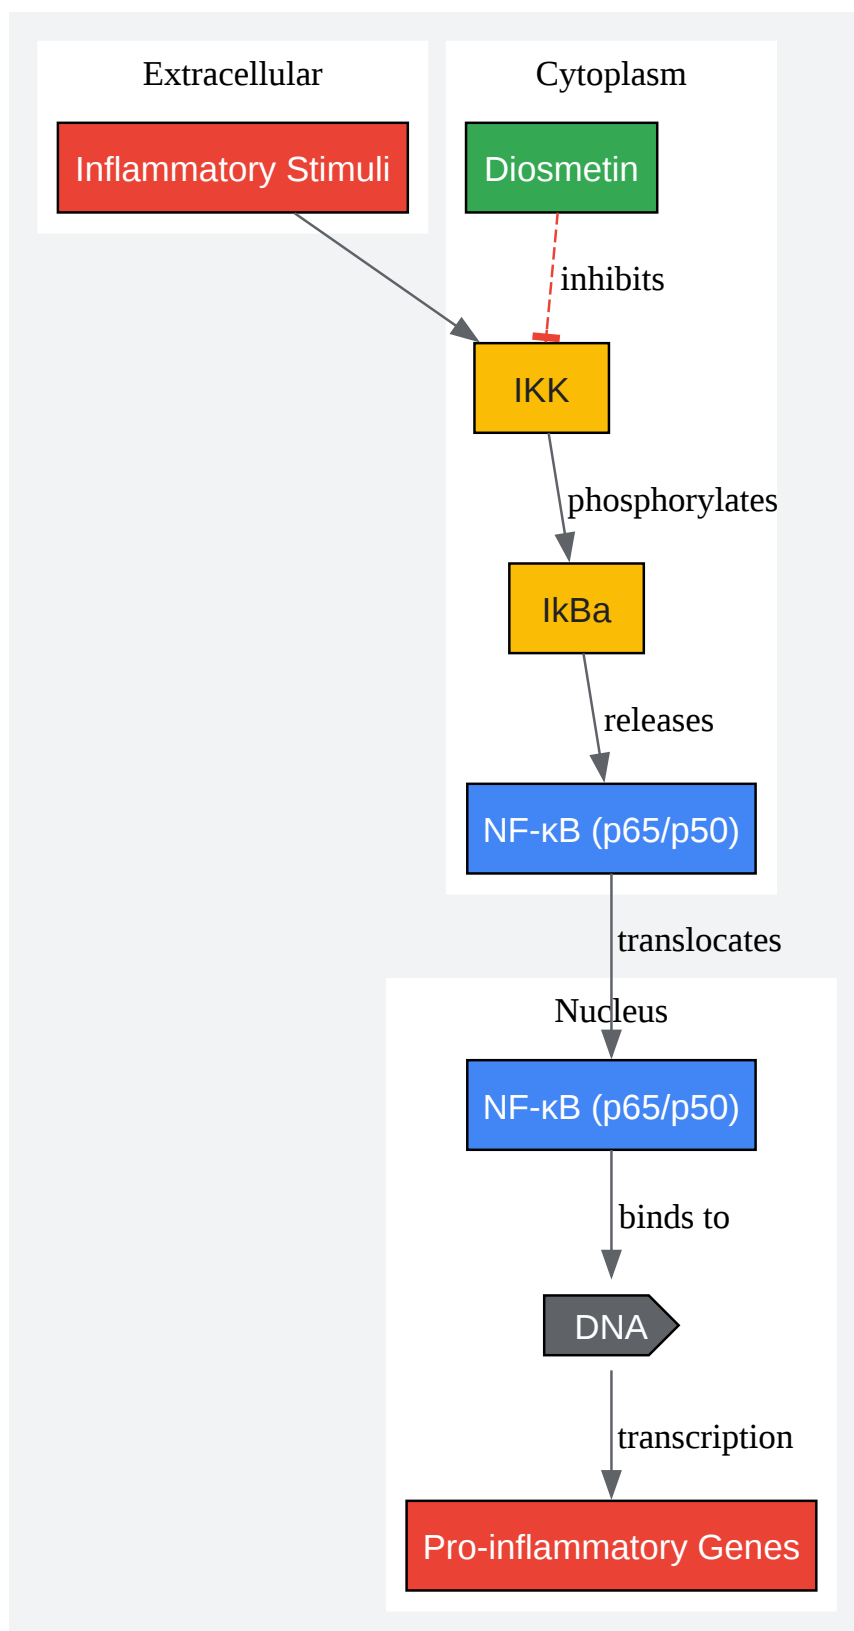 Extracellular
Cytoplasm
Inflammatory Stimuli
Diosmetin
inhibits
IKK
phosphorylates
IkBa
releases
NF-κB (p65/p50)
translocates
Nucleus
NF-κB (p65/p50)
binds to
DNA
transcription
Pro-inflammatory Genes